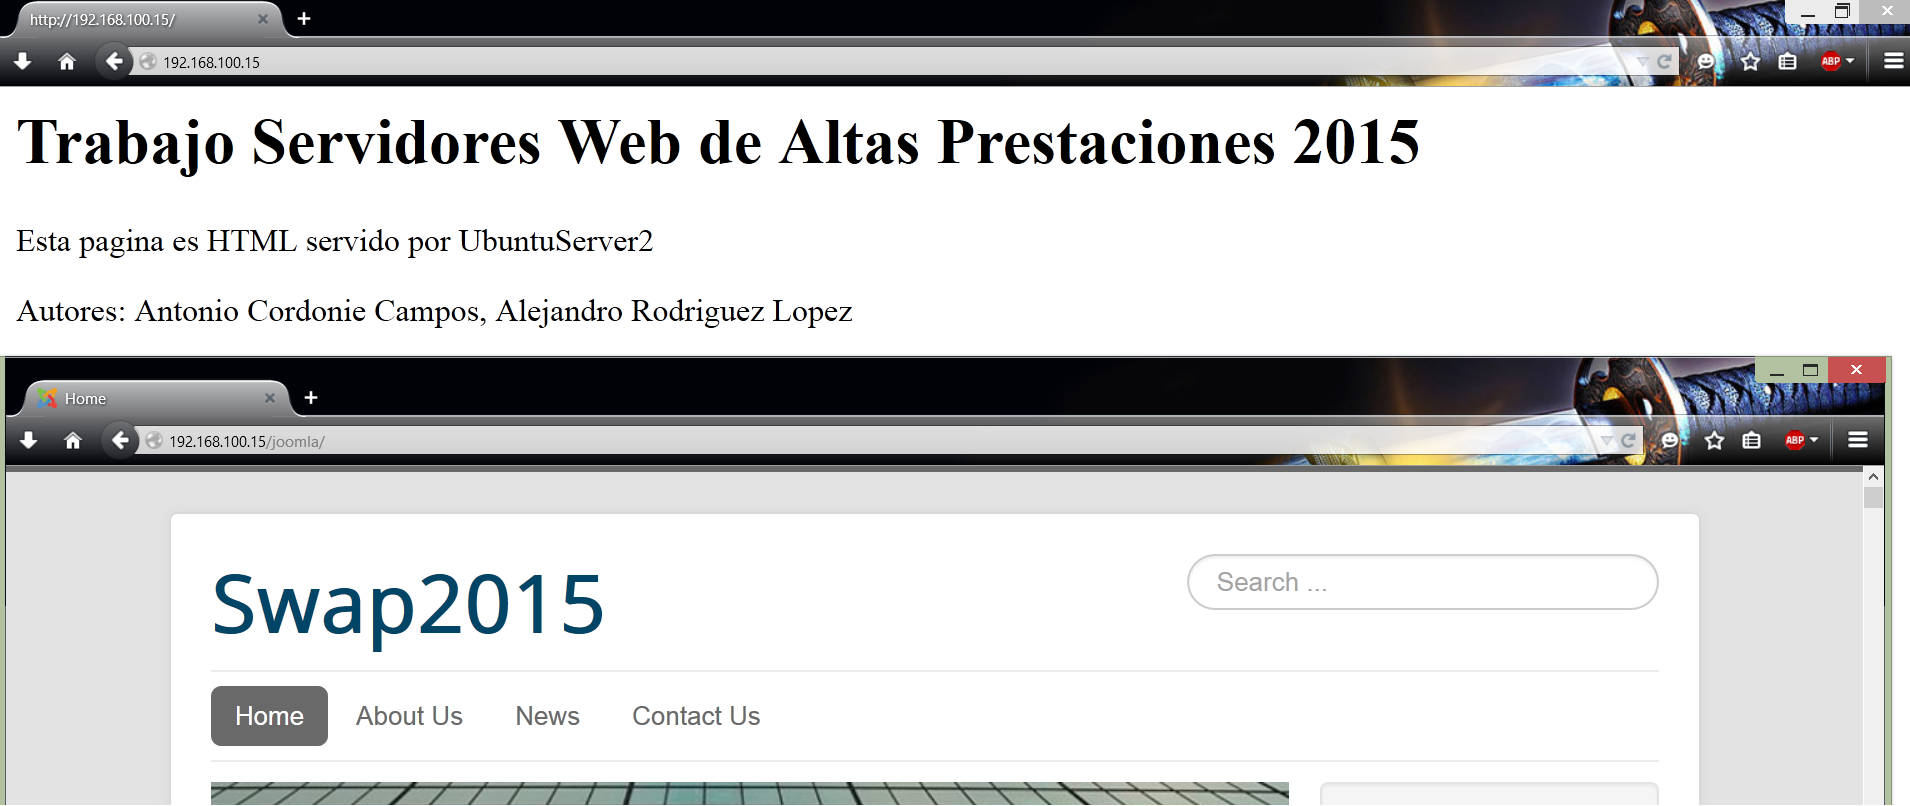 http://192.168.100.15/
192.168.100.15
ABP
Trabajo Servidores Web de Altas Prestaciones 2015
Esta pagina es HTML servido por UbuntuServer2
Autores: Antonio Cordonie Campos, Alejandro Rodriguez Lopez
Home
192.168.100.15/joomla/
ABP
Swap2015
Search ...
Home About Us News Contact Us